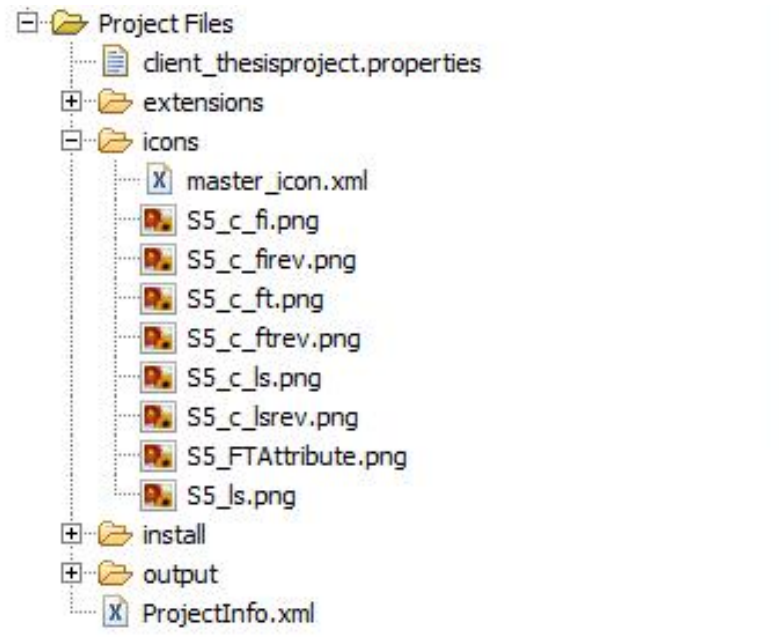 Project Files
client_thesisproject.properties
extensions
icons
master_icon.xml
S5_c_fi.png
S5_c_firev.png
S5_c_ft.png
S5_c_ftrev.png
S5_c_ls.png
S5_c_lsrev.png
S5_FTAttribute.png
S5_ls.png
install
output
ProjectInfo.xml